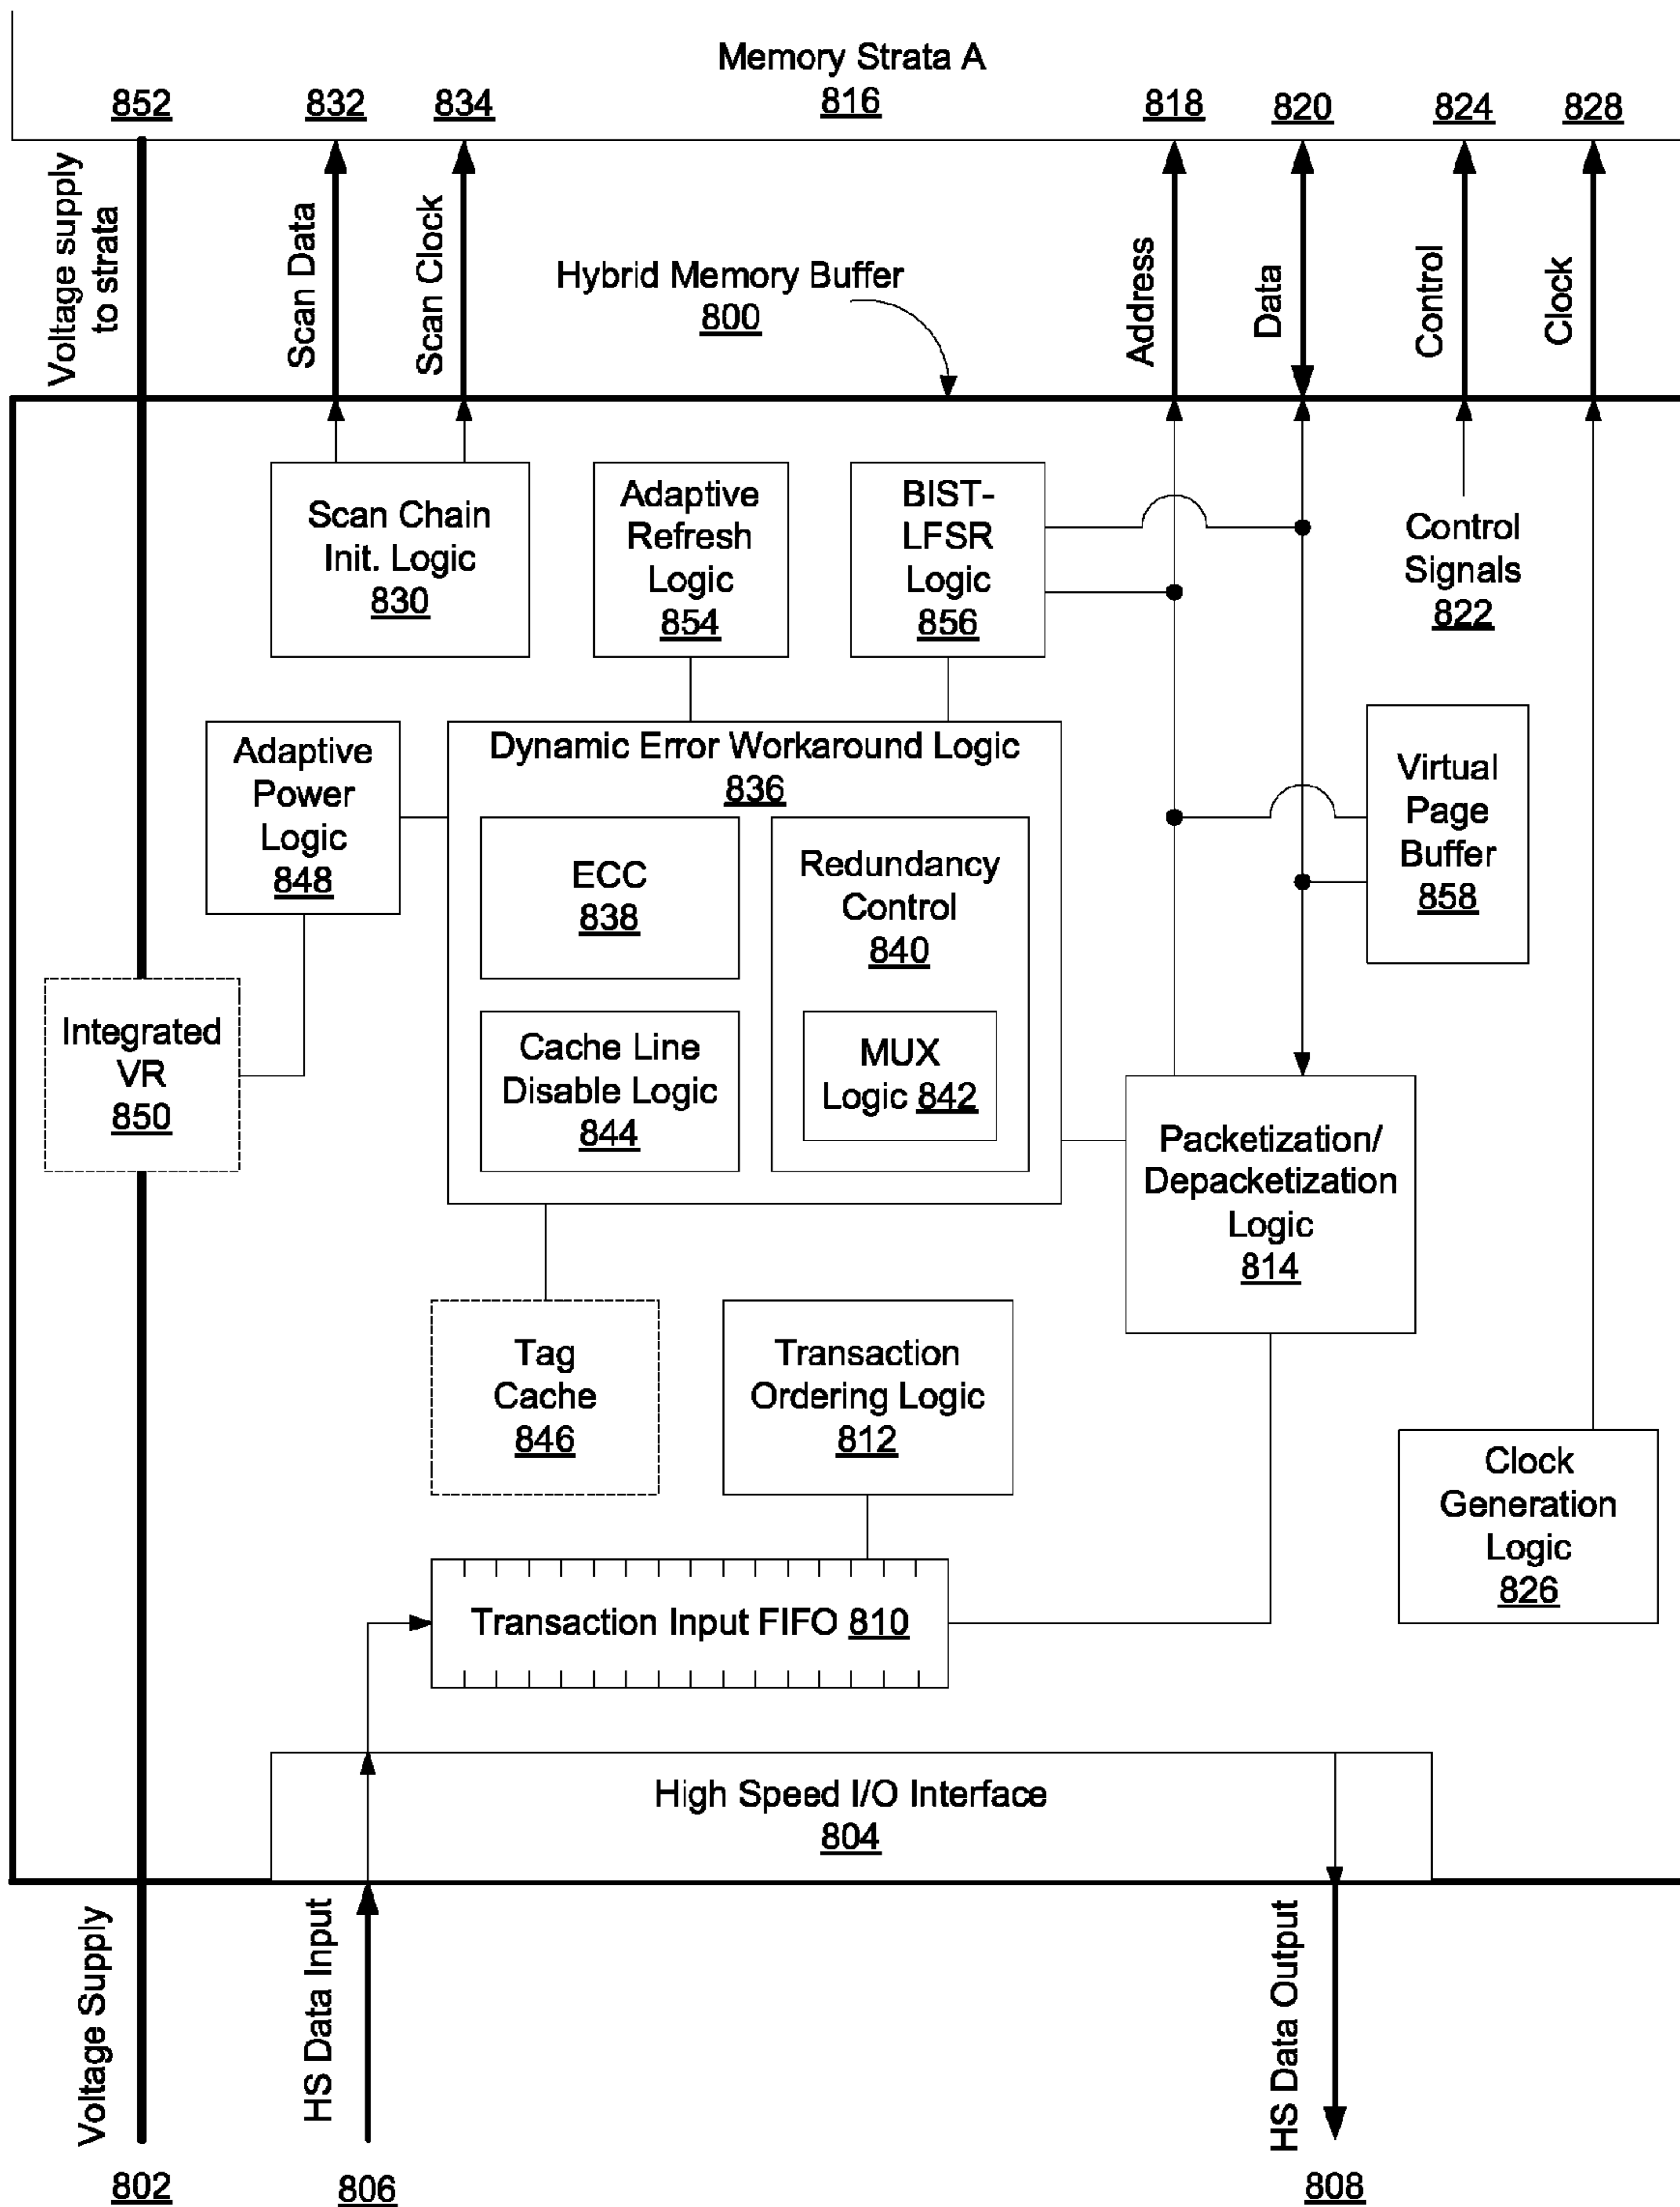 Memory Strata A
816
852
832
834
818
820
824
828
Voltage supply
to strata
Scan Data
Scan Clock
Hybrid Memory Buffer
800
Address
Data
Control
Clock
Scan Chain
Init. Logic
830
Adaptive
Refresh
Logic
854
BIST-
LFSR
Logic
856
Control
Signals
822
Adaptive
Power
Logic
848
Dynamic Error Workaround Logic
836
ECC
838
Redundancy
Control
840
Virtual
Page
Buffer
858
Integrated
VR
850
Cache Line
Disable Logic
844
MUX
Logic 842
Packetization/
Depacketization
Logic
814
Tag
Cache
846
Transaction
Ordering Logic
812
Clock
Generation
Logic
826
Transaction Input FIFO 810
High Speed I/O Interface
804
Voltage Supply
HS Data Input
HS Data Output
802
806
808